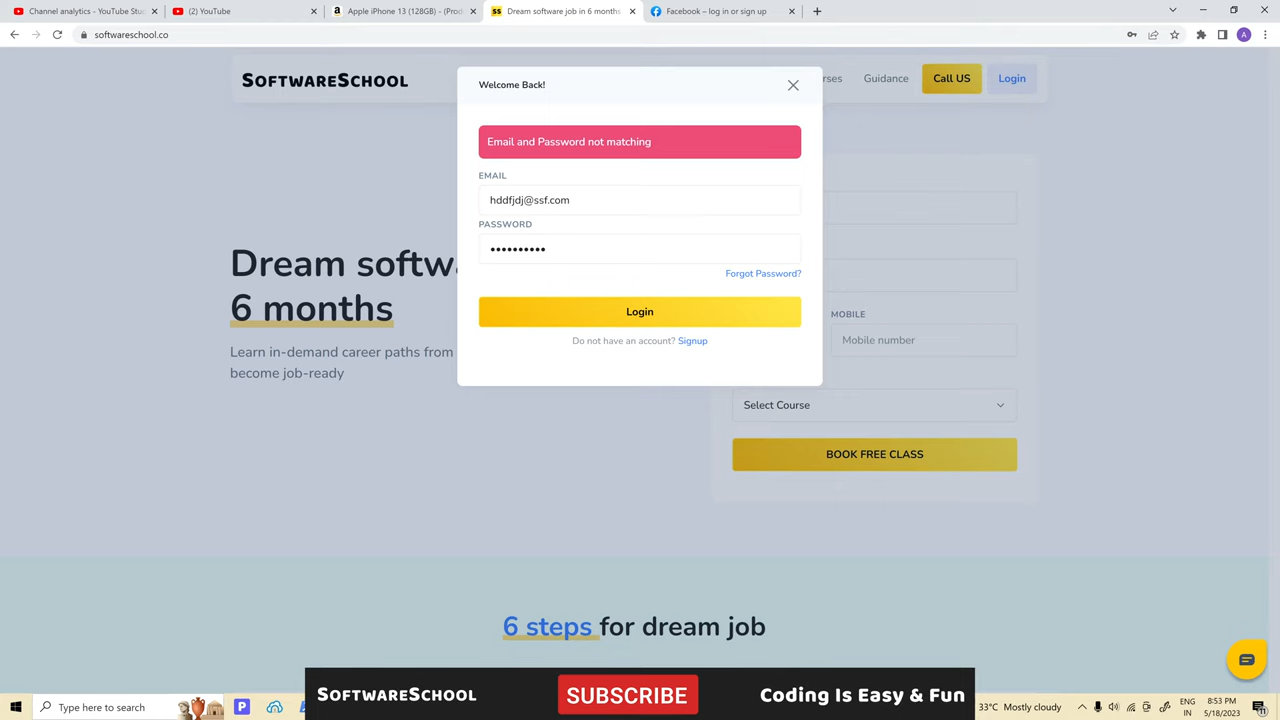 Channel analytics - YouTube Stu
(2) YouTube
Apple iPhone 13 (128GB) - (Prod
Dream software job in 6 months
Facebook – log in or sign up
softwareschool.co
A
SOFTWARESCHOOL
rses
Guidance
Call US
Login
Welcome Back!
Email and Password not matching
EMAIL
hddfjdj@ssf.com
PASSWORD
••••••••••
Forgot Password?
Login
Do not have an account? Signup
Dream softw
6 months
Learn in-demand career paths from
become job-ready
MOBILE
Mobile number
Select Course
BOOK FREE CLASS
6 steps for dream job
SOFTWARESCHOOL
SUBSCRIBE
Coding Is Easy & Fun
Type here to search
P
33°C Mostly cloudy
ENG
IN
8:53 PM
5/18/2023